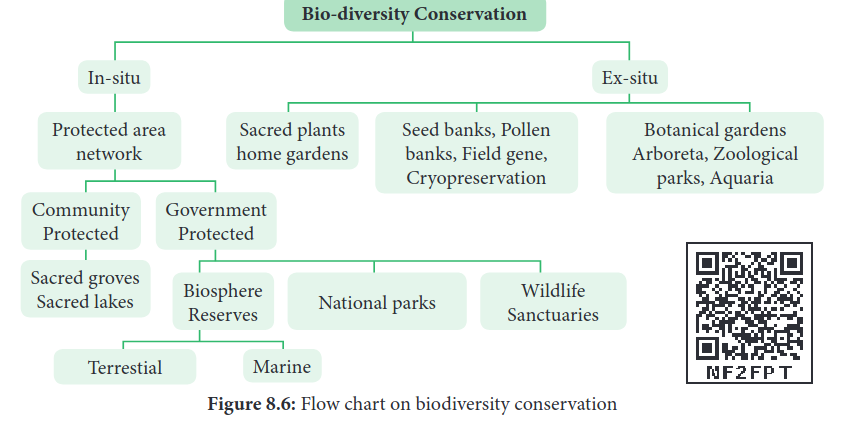 Bio-diversity Conservation
In-situ
Ex-situ
Protected area
network
Sacred plants
home gardens
Seed banks, Pollen
banks, Field gene,
Cryopreservation
Botanical gardens
Arboreta, Zoological
parks, Aquaria
Community
Protected
Government
Protected
Sacred groves
Sacred lakes
Biosphere
Reserves
National parks
Wildlife
Sanctuaries
Terrestial
Marine
NF2FPT
Figure 8.6: Flow chart on biodiversity conservation